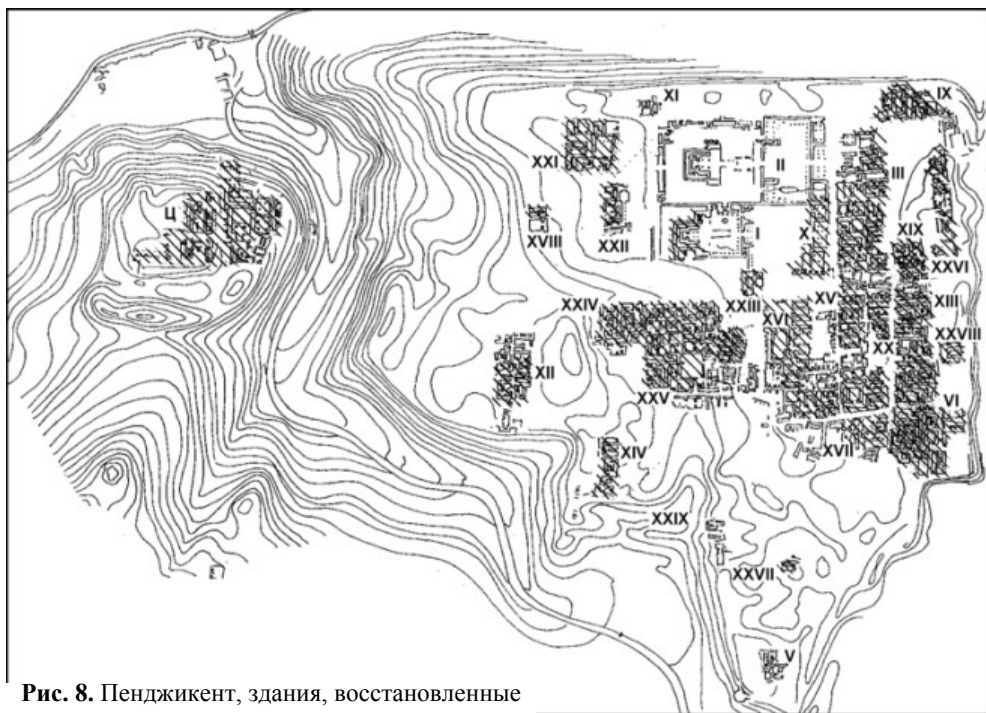 XI
IX
XXI
II
III
Ц
XVIII
XXII
I
X
XIX
XXVI
XXIV
XXIII
XV
XIII
XVI
XXVIII
XX
XII
XXV
VI
XVII
XIV
XXIX
XXVII
V
Рис. 8. Пенджикент, здания, восстановленные